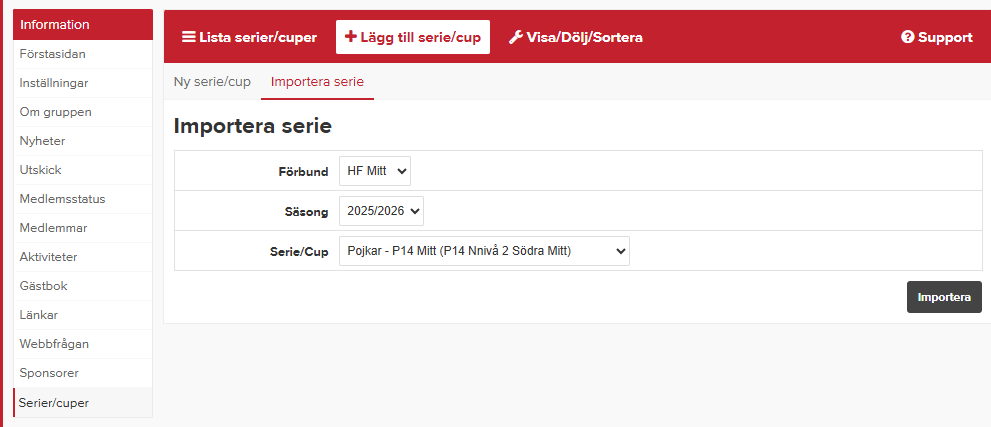 Information
Förstasidan
Inställningar
Om gruppen
Nyheter
Utskick
Medlemsstatus
Medlemmar
Aktiviteter
Gästbok
Länkar
Webbfrågan
Sponsorer
Serier/cuper
Lista serier/cuper Lägg till serie/cup Visa/Dölj/Sortera Support
Ny serie/cup Importera serie
Importera serie
Förbund HF Mitt
Säsong 2025/2026
Serie/Cup Pojkar - P14 Mitt (P14 Nnivå 2 Södra Mitt)
Importera